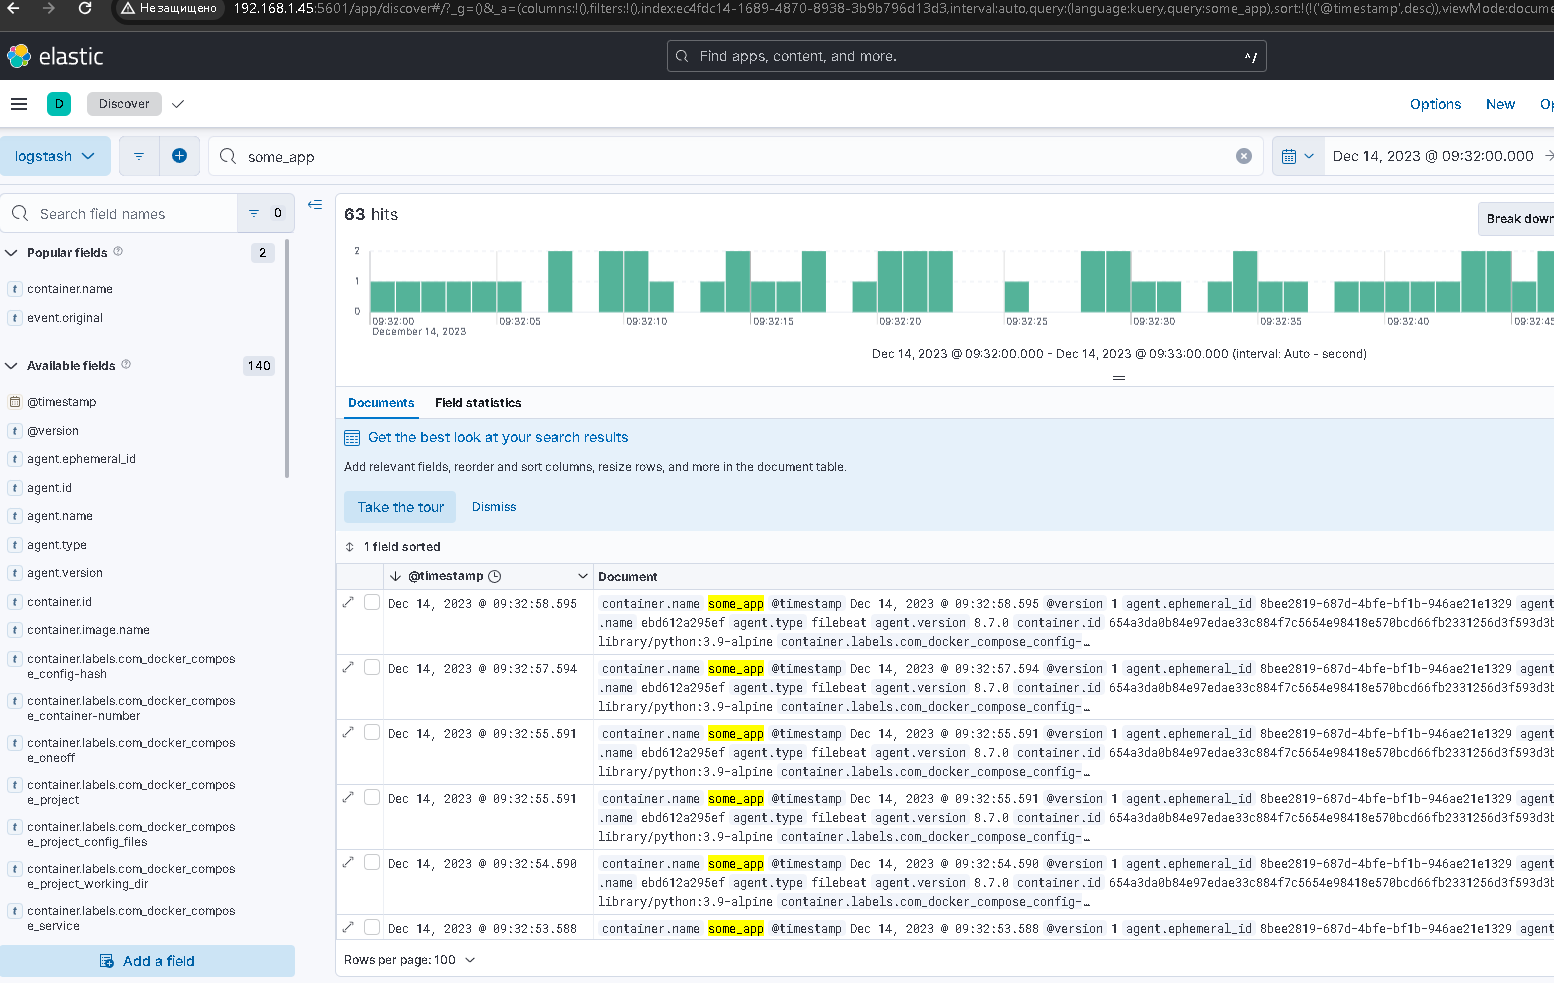 Не защищено 192.168.1.45:5601/app/discover#/?_g=()&_a=(columns:!(),filters:!(),index:ec4fdc14-1689-4870-8938-3b9b796d13d3,interval:auto,query:(language:kuery,query:some_app),sort:!(!('@timestamp',desc)),viewMode:docume
elastic
Find apps, content, and more.
^/
D Discover
Options New Op
logstash
some_app
Dec 14, 2023 @ 09:32:00.000
Search field names 0
63 hits
Break down
Popular fields 2
container.name
event.original
Available fields 140
@timestamp
@version
agent.ephemeral_id
agent.id
agent.name
agent.type
agent.version
container.id
container.image.name
container.labels.com_docker_compos
e_config-hash
container.labels.com_docker_compos
e_container-number
container.labels.com_docker_compos
e_oneoff
container.labels.com_docker_compos
e_project
container.labels.com_docker_compos
e_project_config_files
container.labels.com_docker_compos
e_project_working_dir
container.labels.com_docker_compos
e_service
Add a field
2
1
0
09:32:00 09:32:05 09:32:10 09:32:15 09:32:20 09:32:25 09:32:30 09:32:35 09:32:40 09:32:45
December 14, 2023
Dec 14, 2023 @ 09:32:00.000 - Dec 14, 2023 @ 09:33:00.000 (interval: Auto - second)
Documents Field statistics
Get the best look at your search results
Add relevant fields, reorder and sort columns, resize rows, and more in the document table.
Take the tour Dismiss
1 field sorted
@timestamp Document
Dec 14, 2023 @ 09:32:58.595 container.name some_app @timestamp Dec 14, 2023 @ 09:32:58.595 @version 1 agent.ephemeral_id 8bee2819-687d-4bfe-bf1b-946ae21e1329 agent
.name ebd612a295ef agent.type filebeat agent.version 8.7.0 container.id 654a3da0b84e97edae33c884f7c5654e98418e570bcd66fb2331256d3f593d3b
library/python:3.9-alpine container.labels.com_docker_compose_config-…
Dec 14, 2023 @ 09:32:57.594 container.name some_app @timestamp Dec 14, 2023 @ 09:32:57.594 @version 1 agent.ephemeral_id 8bee2819-687d-4bfe-bf1b-946ae21e1329 agent
.name ebd612a295ef agent.type filebeat agent.version 8.7.0 container.id 654a3da0b84e97edae33c884f7c5654e98418e570bcd66fb2331256d3f593d3b
library/python:3.9-alpine container.labels.com_docker_compose_config-…
Dec 14, 2023 @ 09:32:55.591 container.name some_app @timestamp Dec 14, 2023 @ 09:32:55.591 @version 1 agent.ephemeral_id 8bee2819-687d-4bfe-bf1b-946ae21e1329 agent
.name ebd612a295ef agent.type filebeat agent.version 8.7.0 container.id 654a3da0b84e97edae33c884f7c5654e98418e570bcd66fb2331256d3f593d3b
library/python:3.9-alpine container.labels.com_docker_compose_config-…
Dec 14, 2023 @ 09:32:55.591 container.name some_app @timestamp Dec 14, 2023 @ 09:32:55.591 @version 1 agent.ephemeral_id 8bee2819-687d-4bfe-bf1b-946ae21e1329 agent
.name ebd612a295ef agent.type filebeat agent.version 8.7.0 container.id 654a3da0b84e97edae33c884f7c5654e98418e570bcd66fb2331256d3f593d3b
library/python:3.9-alpine container.labels.com_docker_compose_config-…
Dec 14, 2023 @ 09:32:54.590 container.name some_app @timestamp Dec 14, 2023 @ 09:32:54.590 @version 1 agent.ephemeral_id 8bee2819-687d-4bfe-bf1b-946ae21e1329 agent
.name ebd612a295ef agent.type filebeat agent.version 8.7.0 container.id 654a3da0b84e97edae33c884f7c5654e98418e570bcd66fb2331256d3f593d3b
library/python:3.9-alpine container.labels.com_docker_compose_config-…
Dec 14, 2023 @ 09:32:53.588 container.name some_app @timestamp Dec 14, 2023 @ 09:32:53.588 @version 1 agent.ephemeral_id 8bee2819-687d-4bfe-bf1b-946ae21e1329 agent
Rows per page: 100